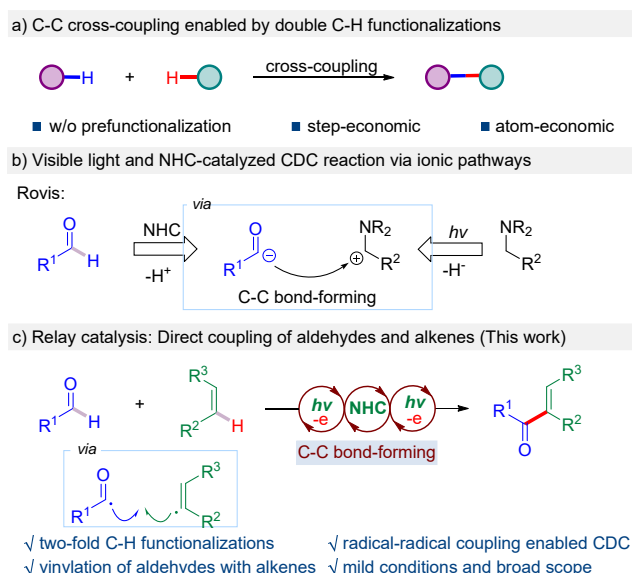 a) C-C cross-coupling enabled by double C-H functionalizations
H + H cross-coupling
■ w/o prefunctionalization ■ step-economic ■ atom-economic
b) Visible light and NHC-catalyzed CDC reaction via ionic pathways
Rovis:
via
O R¹ H
NHC
-H⁺
O R¹ ⊖
NR₂ ⊕ R²
C-C bond-forming
hv
-H⁻
NR₂ R²
c) Relay catalysis: Direct coupling of aldehydes and alkenes (This work)
O R¹ H
+
R³ R² H
hv -e NHC hv -e
C-C bond-forming
R¹ O R³ R²
via
O R¹ · · R³ R²
√ two-fold C-H functionalizations √ radical-radical coupling enabled CDC
√ vinylation of aldehydes with alkenes √ mild conditions and broad scope